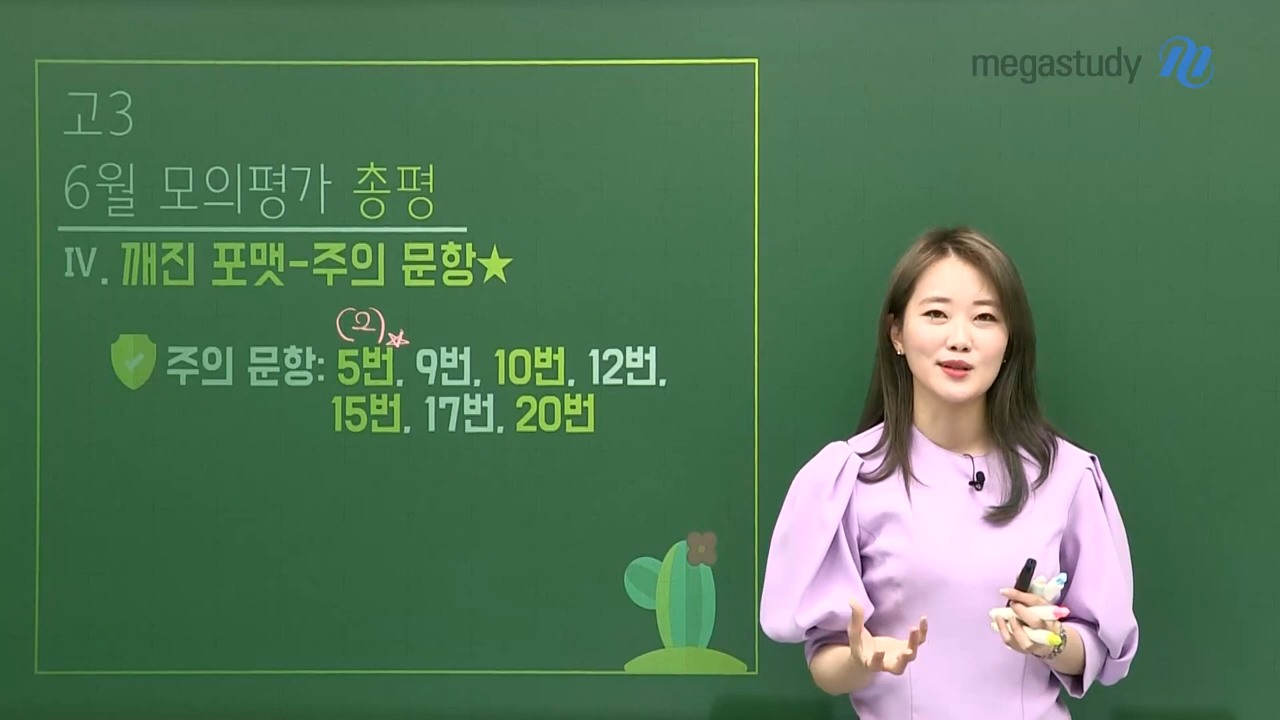 megastudy
고3
6월 모의평가 총평
Ⅳ. 깨진 포맷-주의 문항★
(오)☆
주의 문항: 5번, 9번, 10번, 12번,
15번, 17번, 20번